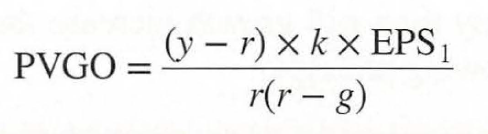 PVGO = (y − r) × k × EPS₁ / r(r − g)